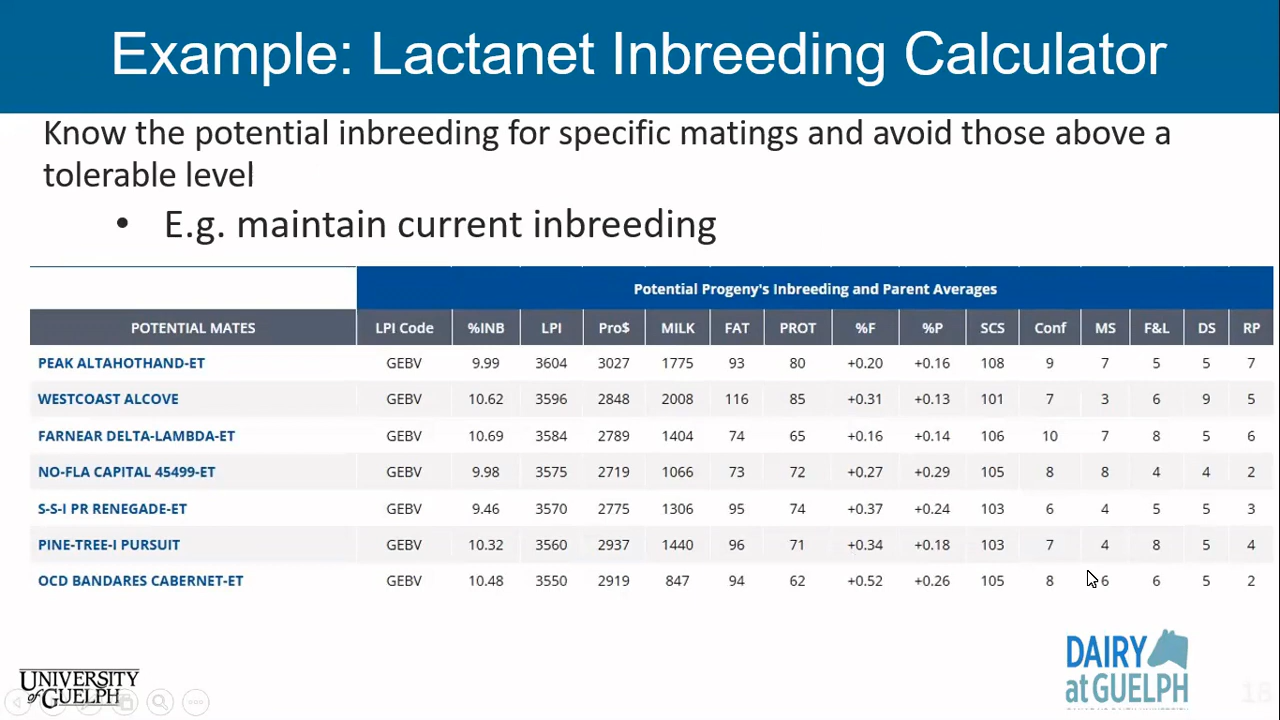 Example: Lactanet Inbreeding Calculator
Know the potential inbreeding for specific matings and avoid those above a
tolerable level
• E.g. maintain current inbreeding
Potential Progeny's Inbreeding and Parent Averages
POTENTIAL MATES LPI Code %INB LPI Pro$ MILK FAT PROT %F %P SCS Conf MS F&L DS RP
PEAK ALTAHOTHAND-ET GEBV 9.99 3604 3027 1775 93 80 +0.20 +0.16 108 9 7 5 5 7
WESTCOAST ALCOVE GEBV 10.62 3596 2848 2008 116 85 +0.31 +0.13 101 7 3 6 9 5
FARNEAR DELTA-LAMBDA-ET GEBV 10.69 3584 2789 1404 74 65 +0.16 +0.14 106 10 7 8 5 6
NO-FLA CAPITAL 45499-ET GEBV 9.98 3575 2719 1066 73 72 +0.27 +0.29 105 8 8 4 4 2
S-S-I PR RENEGADE-ET GEBV 9.46 3570 2775 1306 95 74 +0.37 +0.24 103 6 4 5 5 3
PINE-TREE-I PURSUIT GEBV 10.32 3560 2937 1440 96 71 +0.34 +0.18 103 7 4 8 5 4
OCD BANDARES CABERNET-ET GEBV 10.48 3550 2919 847 94 62 +0.52 +0.26 105 8 6 6 5 2
UNIVERSITY
of GUELPH
DAIRY
at GUELPH
18